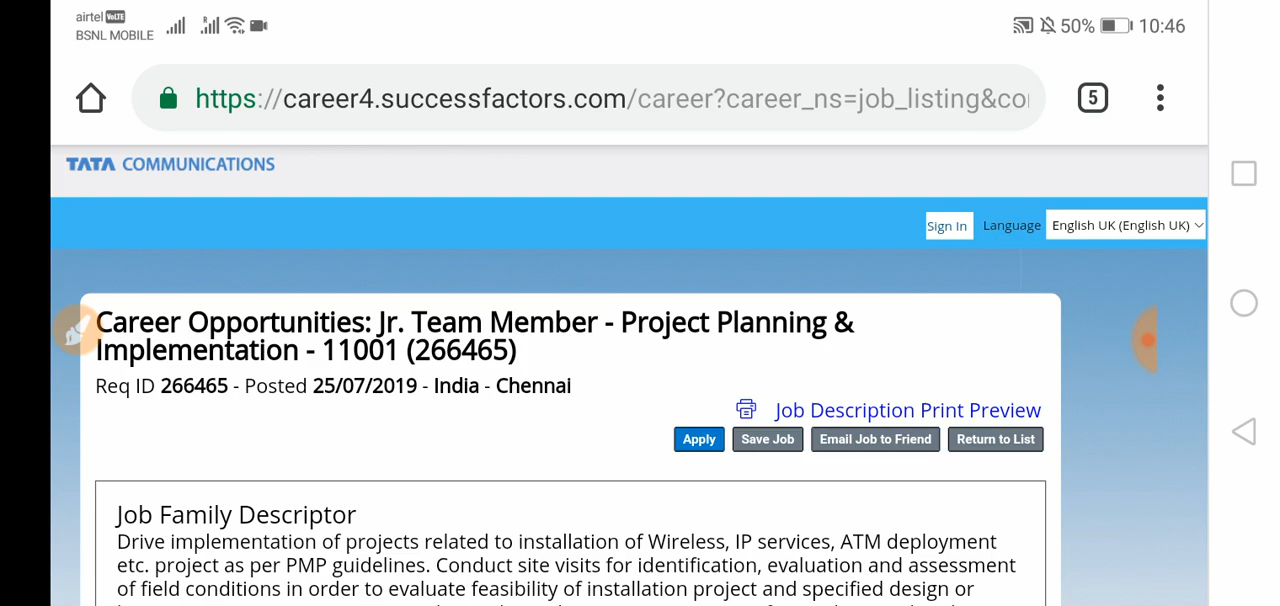 airtel VoLTE
BSNL MOBILE
R
50% 10:46
https://career4.successfactors.com/career?career_ns=job_listing&co
5
TATA COMMUNICATIONS
Sign In Language English UK (English UK)
Career Opportunities: Jr. Team Member - Project Planning &
Implementation - 11001 (266465)
Req ID 266465 - Posted 25/07/2019 - India - Chennai
Job Description Print Preview
Apply Save Job Email Job to Friend Return to List
Job Family Descriptor
Drive implementation of projects related to installation of Wireless, IP services, ATM deployment
etc. project as per PMP guidelines. Conduct site visits for identification, evaluation and assessment
of field conditions in order to evaluate feasibility of installation project and specified design or